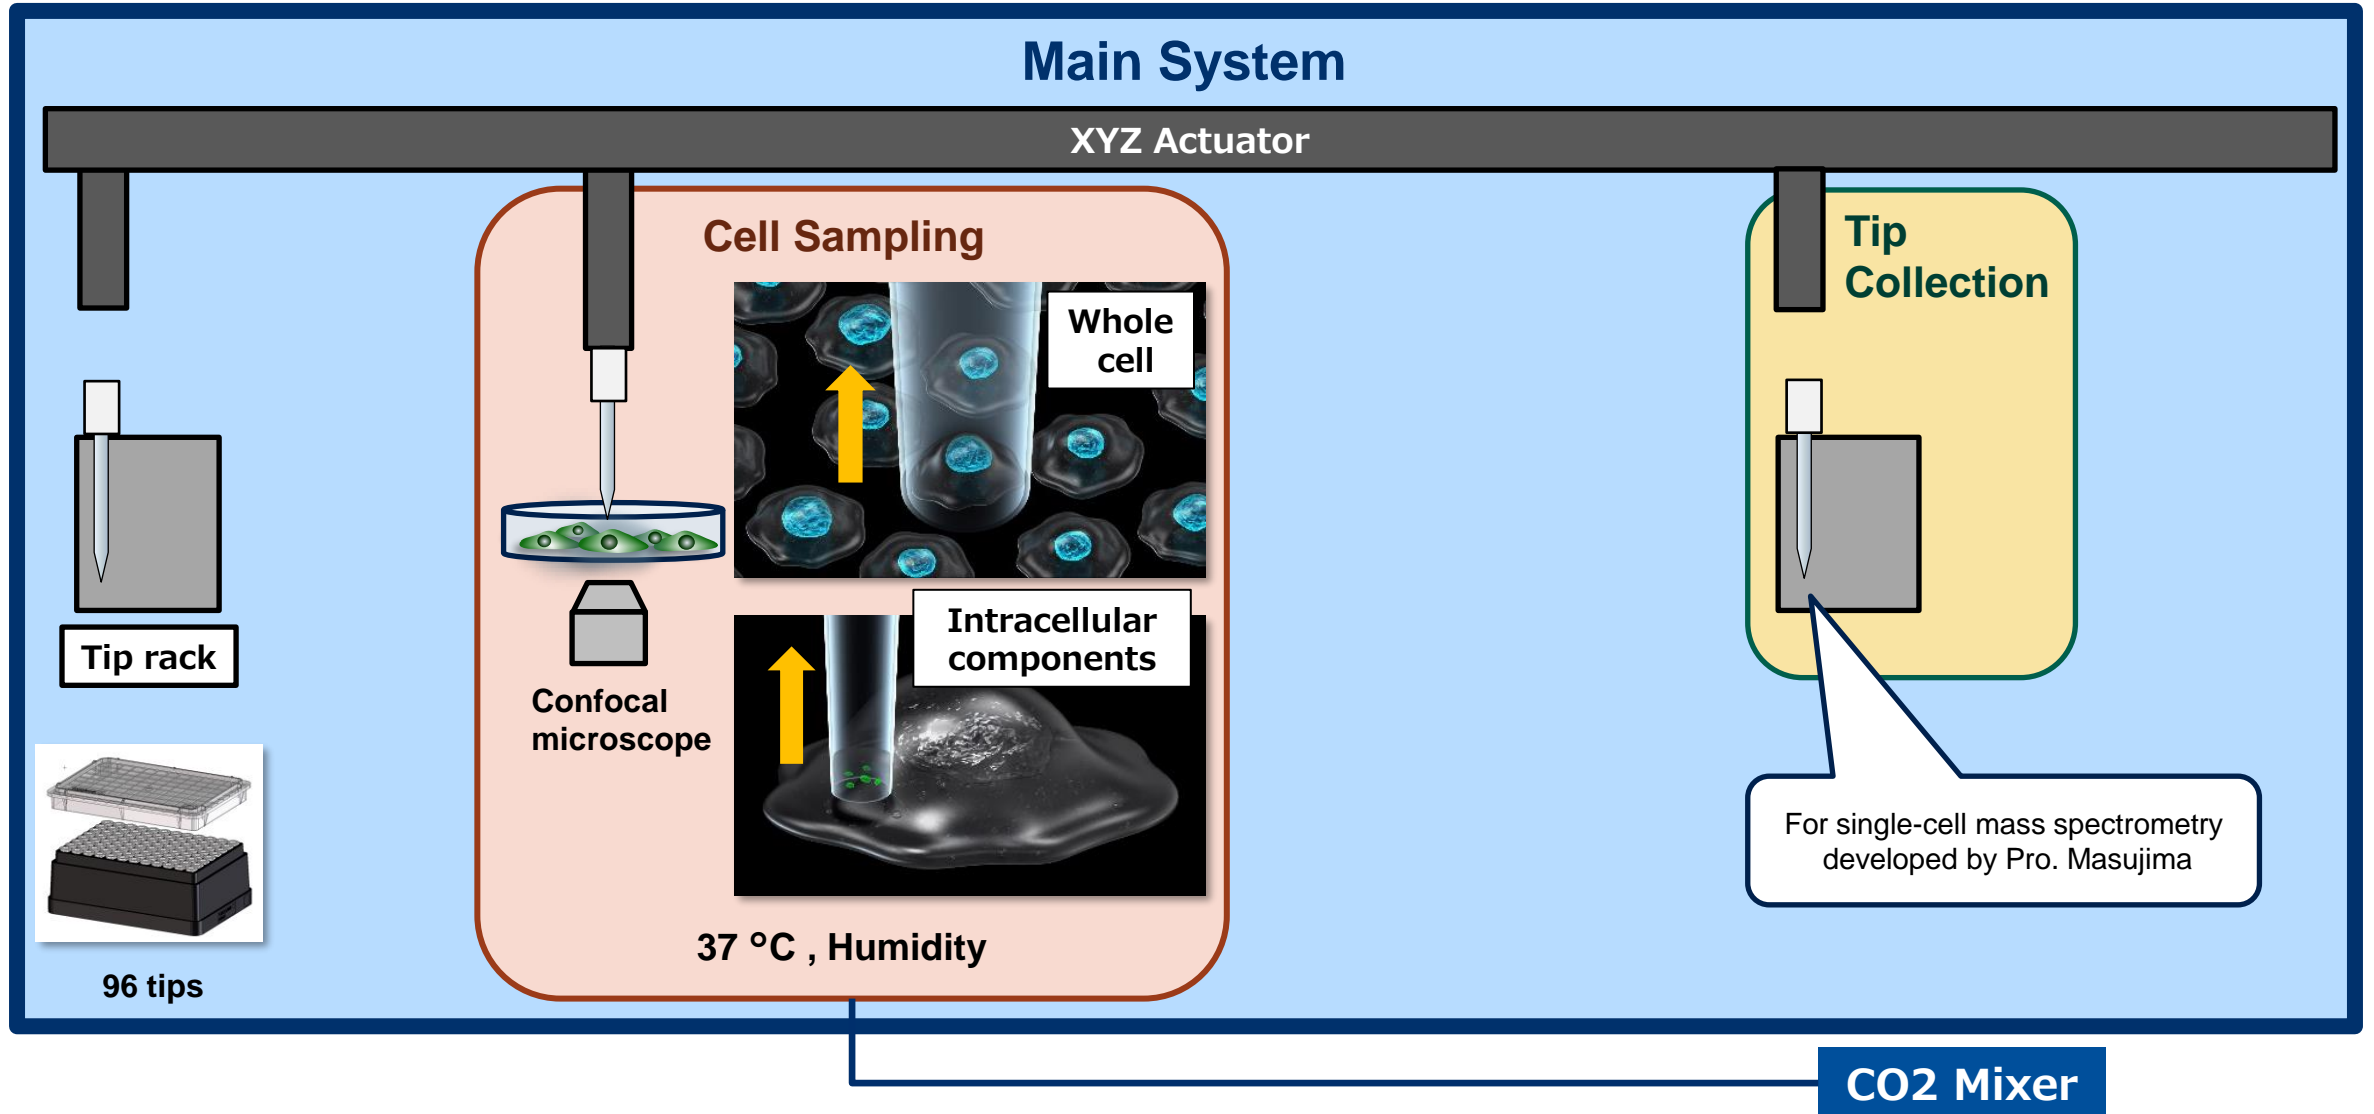 Main System
XYZ Actuator
Cell Sampling
Tip
Collection
Whole
cell
Intracellular
components
Tip rack
Confocal
microscope
For single-cell mass spectrometry
developed by Pro. Masujima
37 °C , Humidity
96 tips
CO2 Mixer